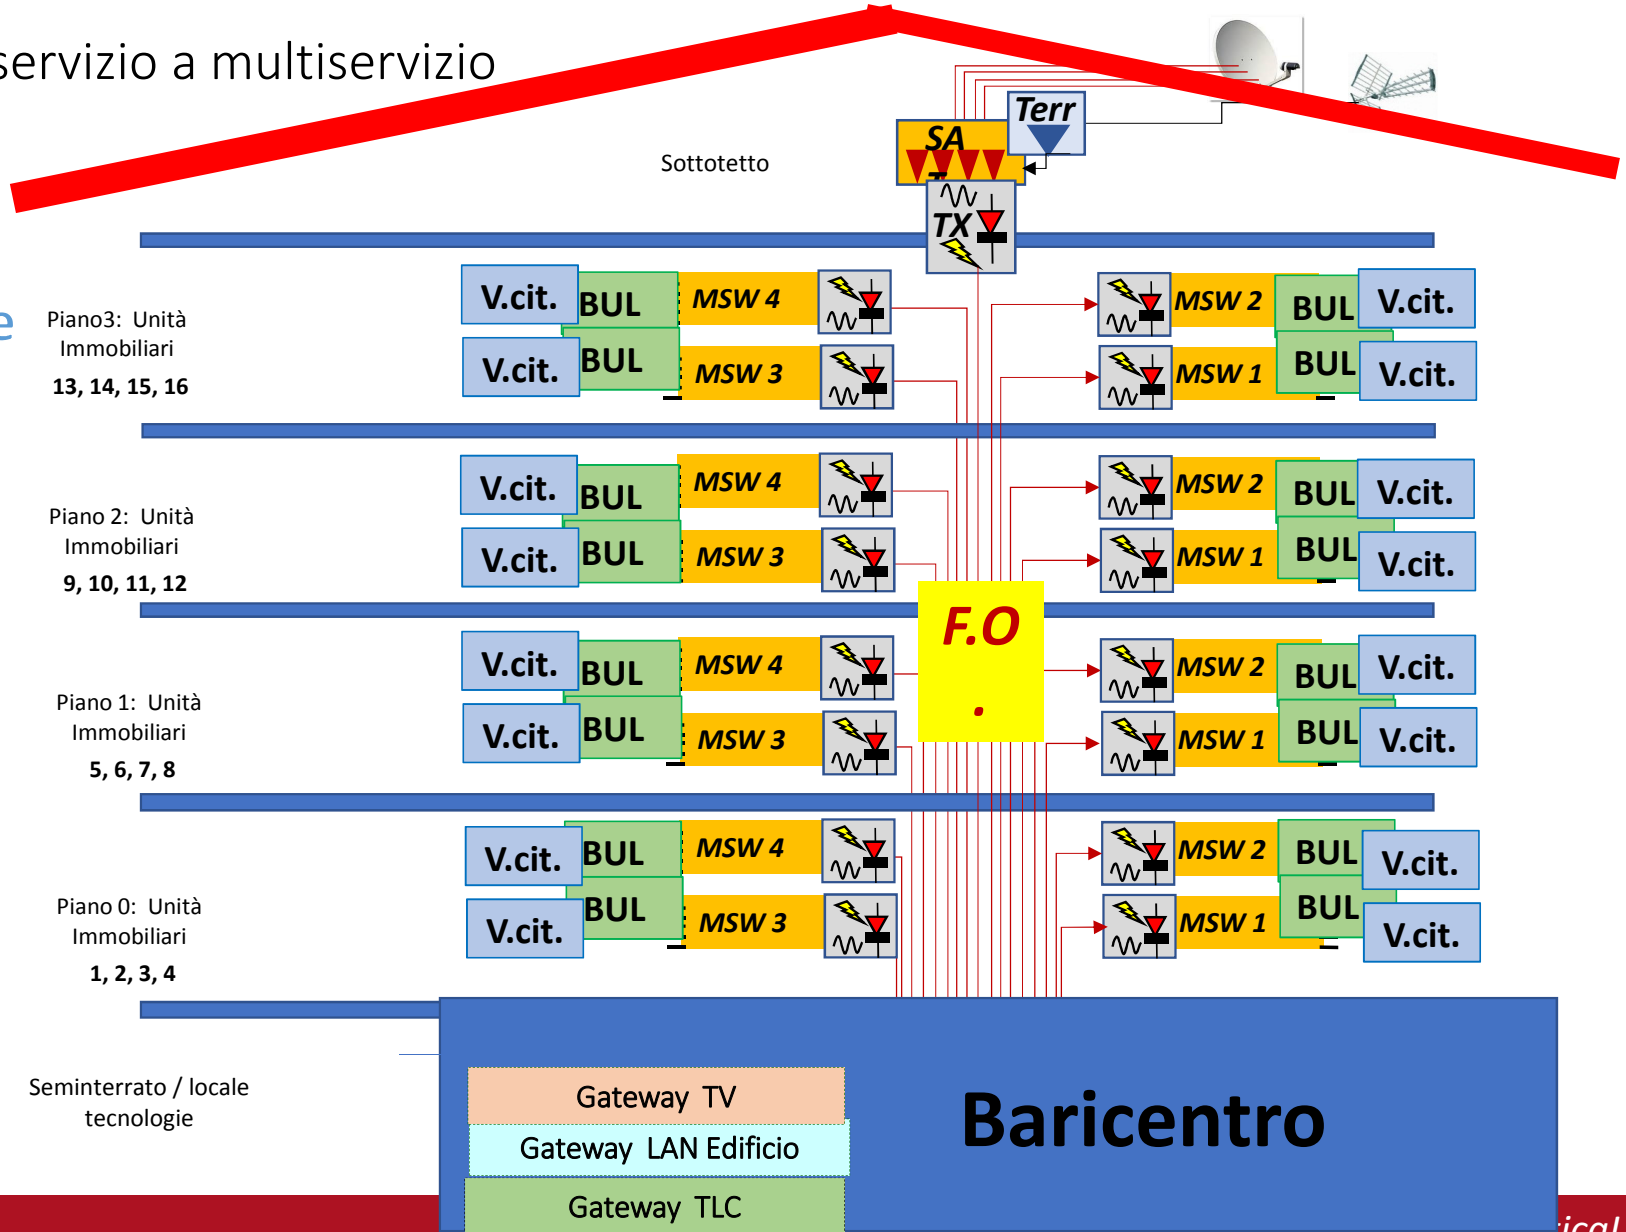 servizio a multiservizio
Terr
SA
T
Sottotetto
TX
V.cit. BUL MSW 4 MSW 2 BUL V.cit.
e
Piano3: Unità
Immobiliari
13, 14, 15, 16
V.cit. BUL MSW 3 MSW 1 BUL V.cit.
V.cit. BUL MSW 4 MSW 2 BUL V.cit.
Piano 2: Unità
Immobiliari
9, 10, 11, 12
V.cit. BUL MSW 3 MSW 1 BUL V.cit.
F.O
.
V.cit. BUL MSW 4 MSW 2 BUL V.cit.
Piano 1: Unità
Immobiliari
5, 6, 7, 8
V.cit. BUL MSW 3 MSW 1 BUL V.cit.
V.cit. BUL MSW 4 MSW 2 BUL V.cit.
Piano 0: Unità
Immobiliari
1, 2, 3, 4
V.cit. BUL MSW 3 MSW 1 BUL V.cit.
Seminterrato / locale
tecnologie
Gateway TV
Gateway LAN Edificio
Gateway TLC
Baricentro